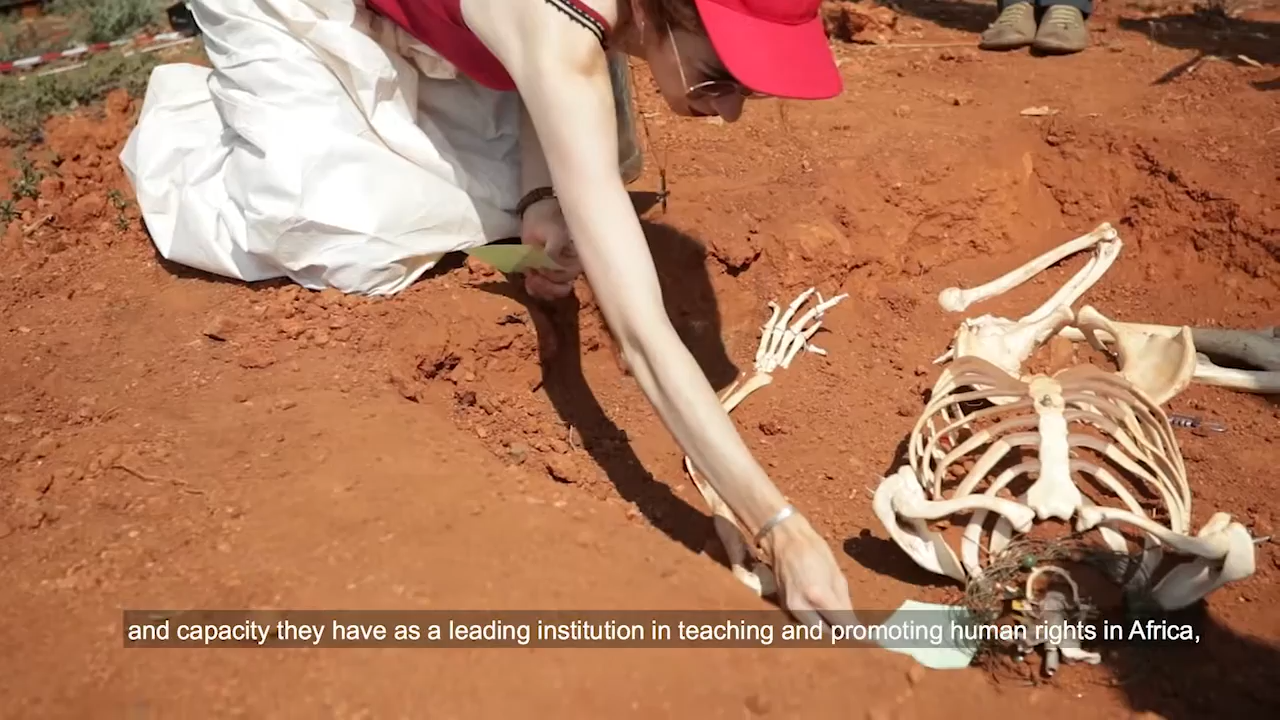 and capacity they have as a leading institution in teaching and promoting human rights in Africa,